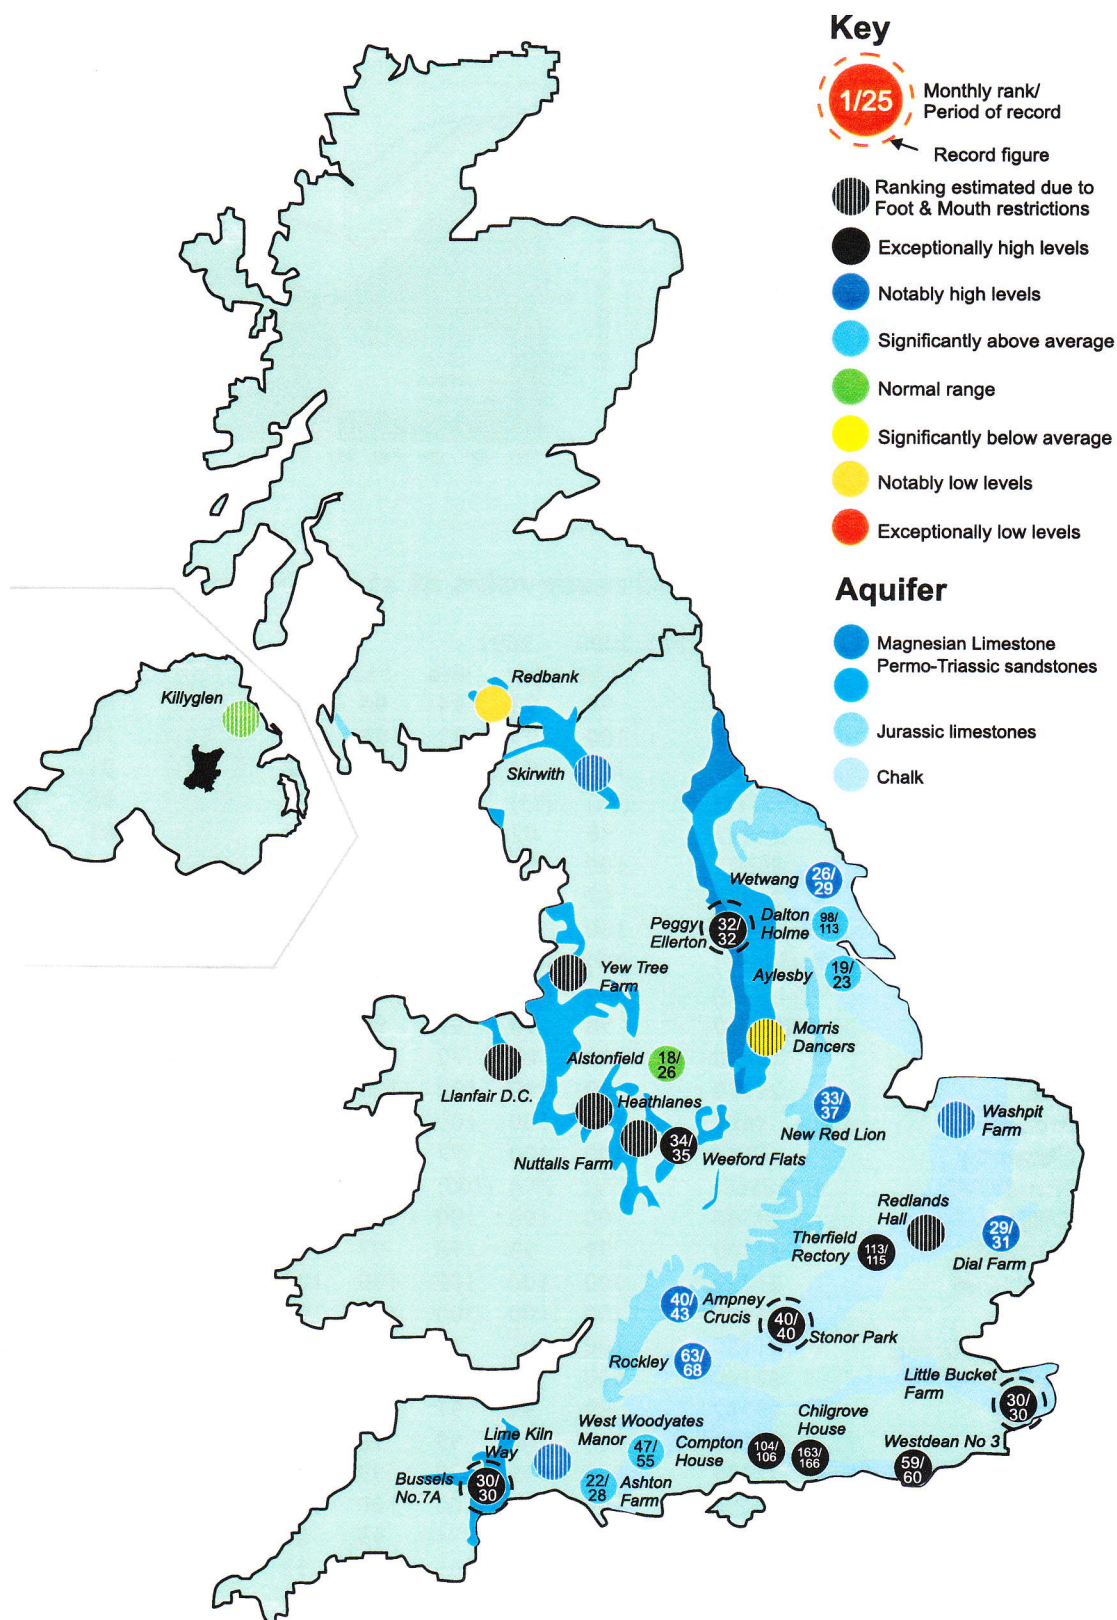 Key
1/25
Monthly rank/
Period of record
Record figure
Ranking estimated due to
Foot & Mouth restrictions
Exceptionally high levels
Notably high levels
Significantly above average
Normal range
Significantly below average
Notably low levels
Exceptionally low levels
Aquifer
Magnesian Limestone
Permo-Triassic sandstones
Jurassic limestones
Chalk
Killyglen
Redbank
Skirwith
Wetwang
26/
29
Peggy
Ellerton
32/
32
Dalton
Holme
98/
113
Yew Tree
Farm
Aylesby
19/
23
Morris
Dancers
Alstonfield
18/
26
Llanfair D.C.
Heathlanes
33/
37
New Red Lion
Washpit
Farm
Nuttalls Farm
34/
35
Weeford Flats
Redlands
Hall
Therfield
Rectory
113/
115
29/
31
Dial Farm
40/
43
Ampney
Crucis
40/
40
Stonor Park
Rockley
63/
68
Little Bucket
Farm
30/
30
Lime Kiln
Way
West Woodyates
Manor
47/
55
Compton
House
104/
106
Chilgrove
House
163/
166
Westdean No 3
59/
60
Bussels
No.7A
30/
30
22/
28
Ashton
Farm